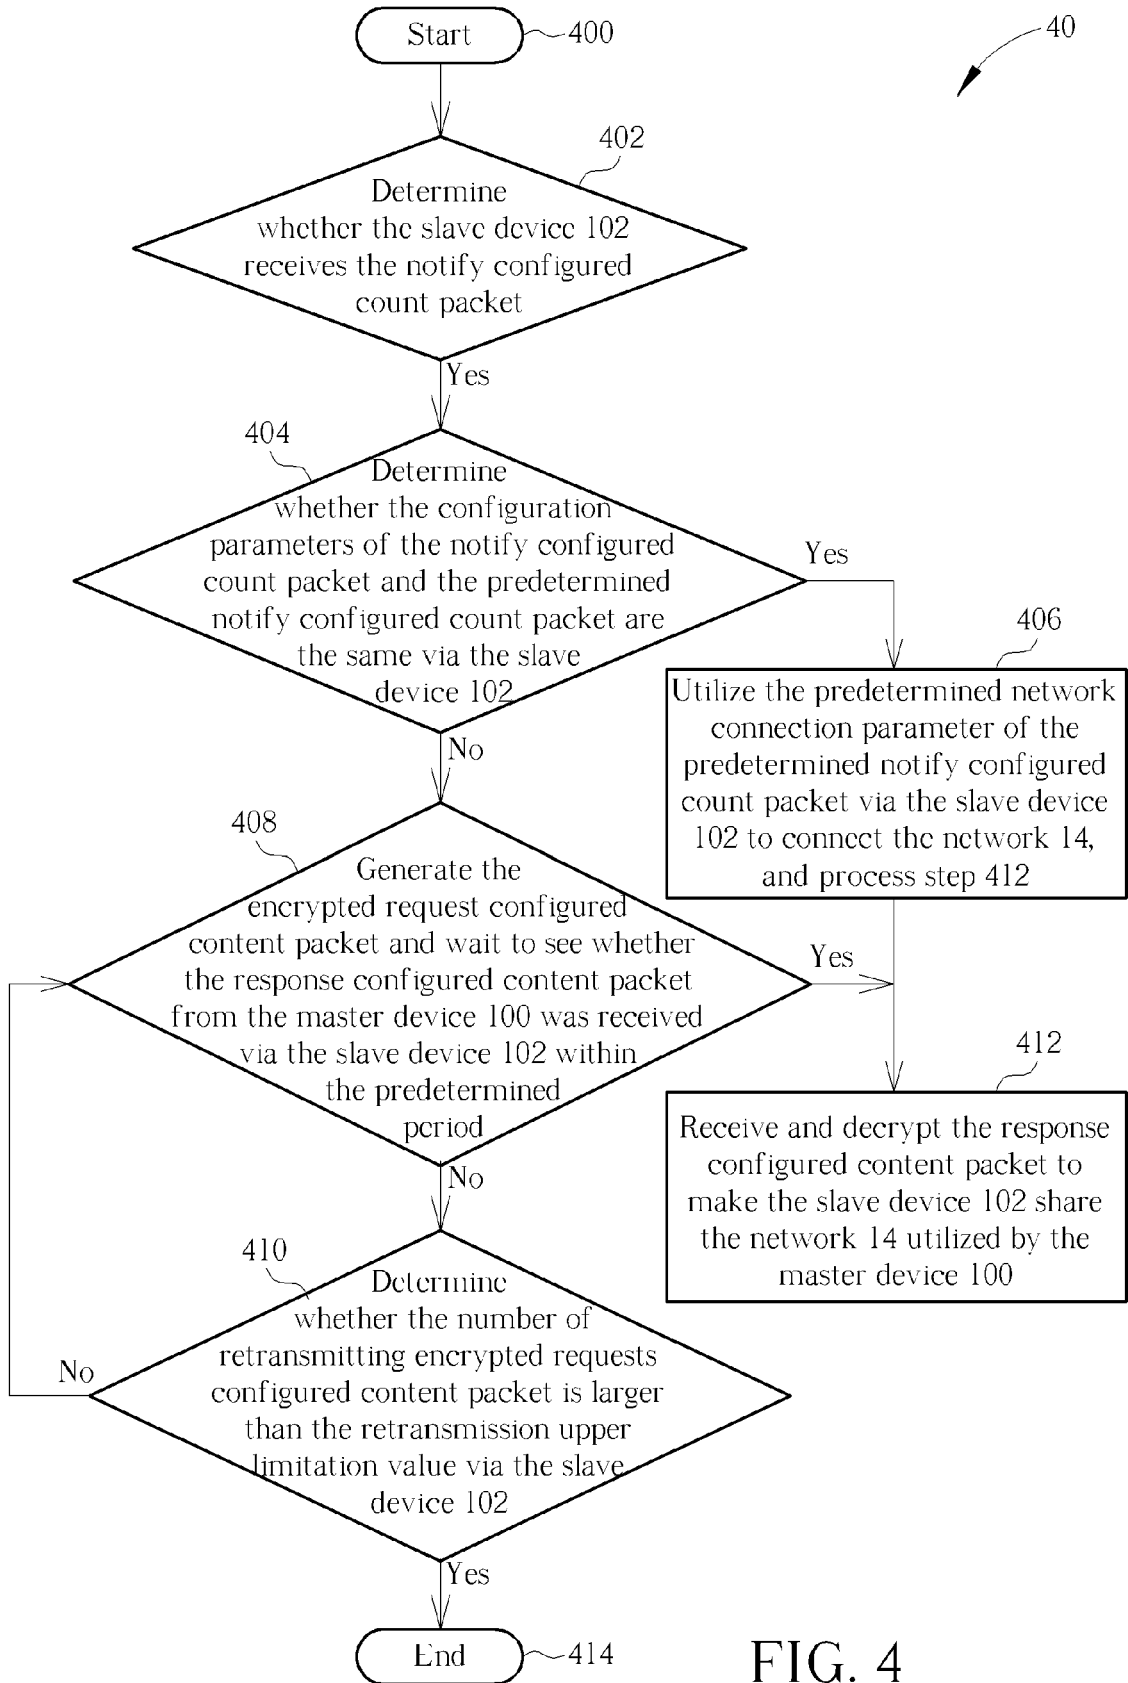 Start
400
40
402
Determine
whether the slave device 102
receives the notify configured
count packet
Yes
404
Determine
whether the configuration
parameters of the notify configured
count packet and the predetermined
notify configured count packet are
the same via the slave
device 102
Yes
406
Utilize the predetermined network
connection parameter of the
predetermined notify configured
count packet via the slave device
102 to connect the network 14,
and process step 412
No
408
Generate the
encrypted request configured
content packet and wait to see whether
the response configured content packet
from the master device 100 was received
via the slave device 102 within
the predetermined
period
Yes
412
Receive and decrypt the response
configured content packet to
make the slave device 102 share
the network 14 utilized by the
master device 100
No
410
Determine
whether the number of
retransmitting encrypted requests
configured content packet is larger
than the retransmission upper
limitation value via the slave
device 102
No
Yes
End
414
FIG. 4